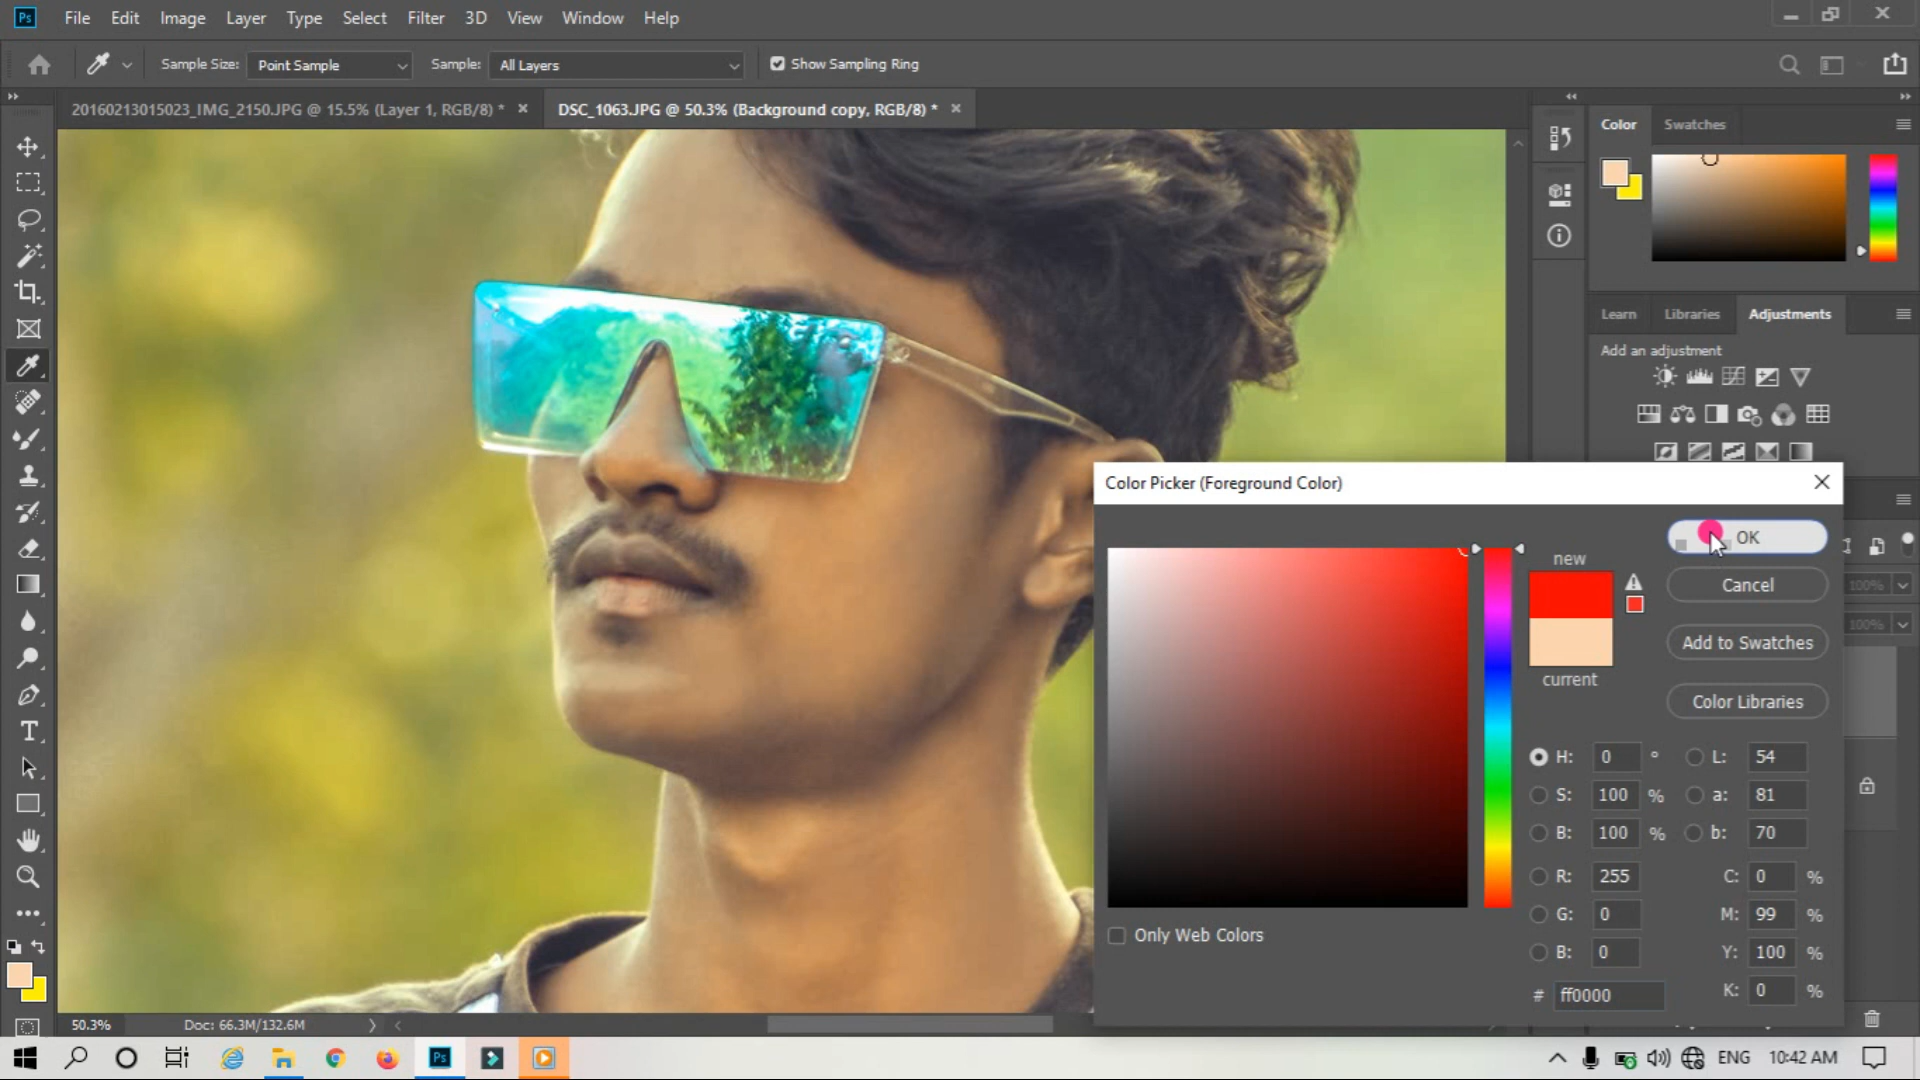 Ps File Edit Image Layer Type Select Filter 3D View Window Help
Sample Size: Point Sample Sample: All Layers Show Sampling Ring
20160213015023_IMG_2150.JPG @ 15.5% (Layer 1, RGB/8) * DSC_1063.JPG @ 50.3% (Background copy, RGB/8) *
Color Swatches
Learn Libraries Adjustments
Add an adjustment
Color Picker (Foreground Color)
OK
new
Cancel
100%
100%
Add to Swatches
current
Color Libraries
H: 0 ° L: 54
S: 100 % a: 81
B: 100 % b: 70
R: 255 C: 0 %
G: 0 M: 99 %
Only Web Colors
B: 0 Y: 100 %
# ff0000 K: 0 %
50.3% Doc: 66.3M/132.6M
Ps ENG 10:42 AM